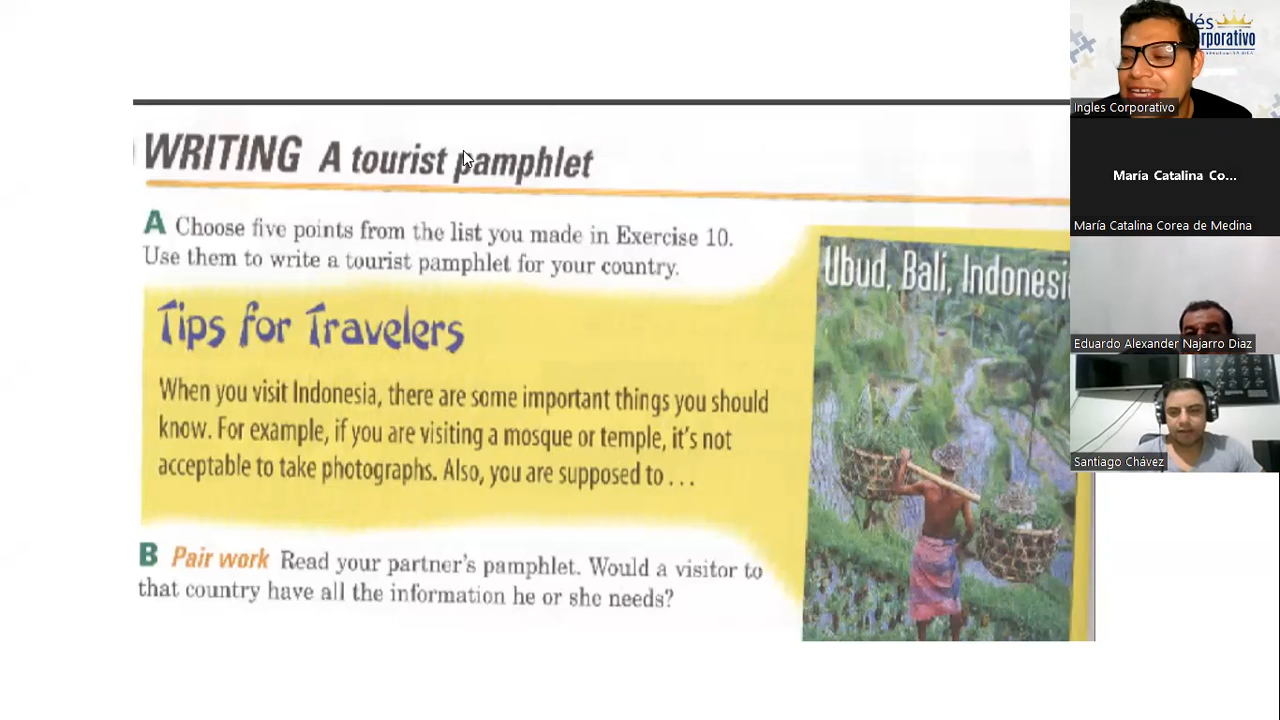 WRITING A tourist pamphlet
A Choose five points from the list you made in Exercise 10.
Use them to write a tourist pamphlet for your country.
Tips for Travelers
When you visit Indonesia, there are some important things you should
know. For example, if you are visiting a mosque or temple, it's not
acceptable to take photographs. Also, you are supposed to . . .
B Pair work Read your partner's pamphlet. Would a visitor to
that country have all the information he or she needs?
Ubud, Bali, Indonesi
Ingles Corporativo
María Catalina Co...
María Catalina Corea de Medina
Eduardo Alexander Najarro Diaz
Santiago Chávez